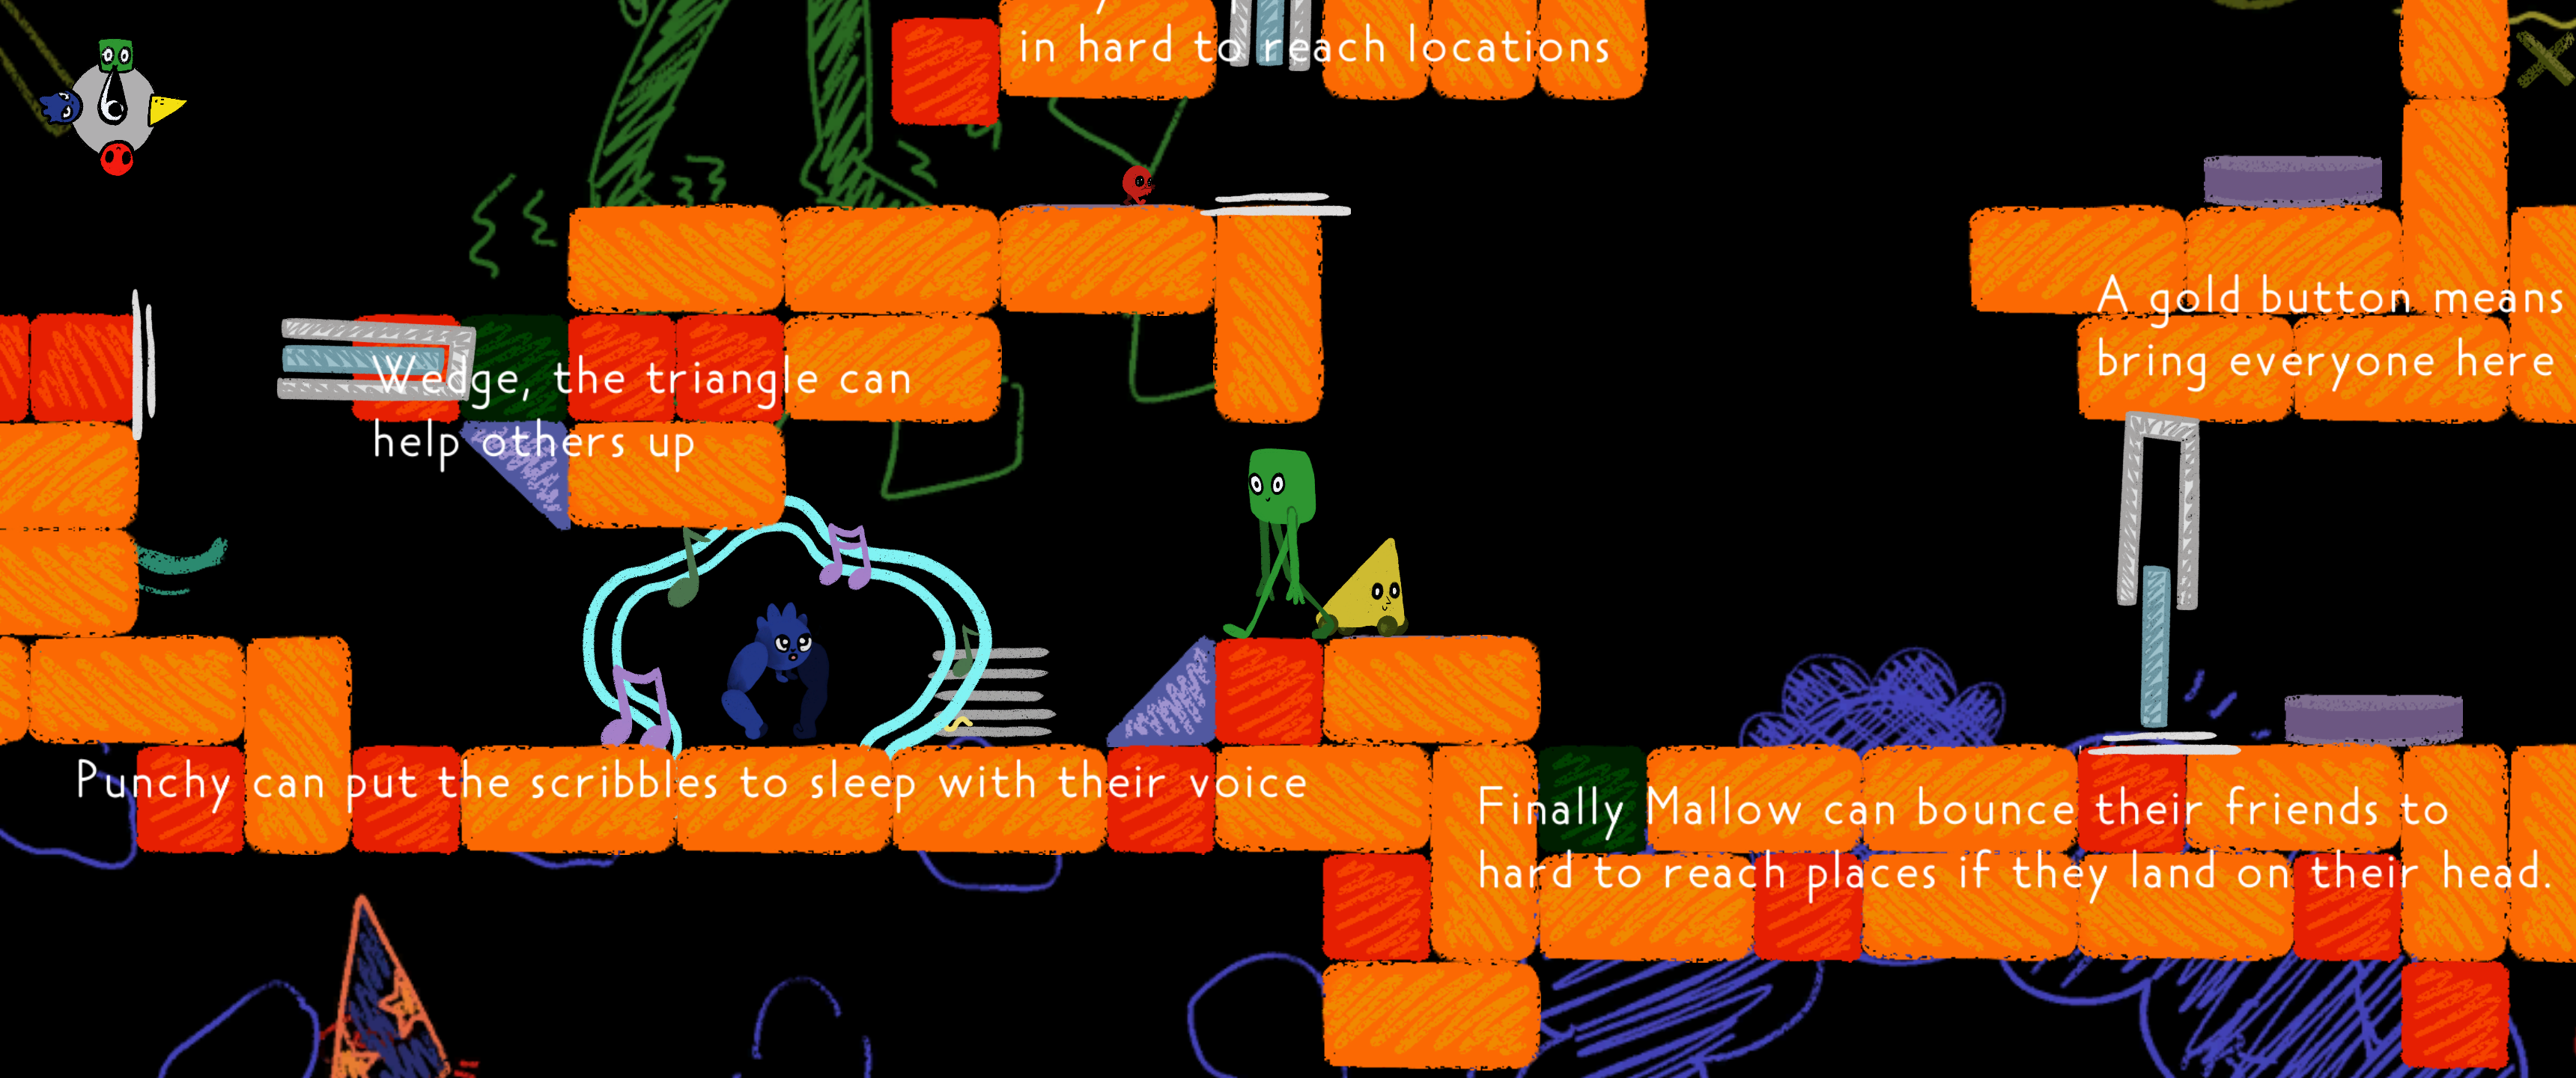 in hard to reach locations
A gold button means
bring everyone here
Wedge, the triangle can
help others up
Punchy can put the scribbles to sleep with their voice
Finally Mallow can bounce their friends to
hard to reach places if they land on their head.